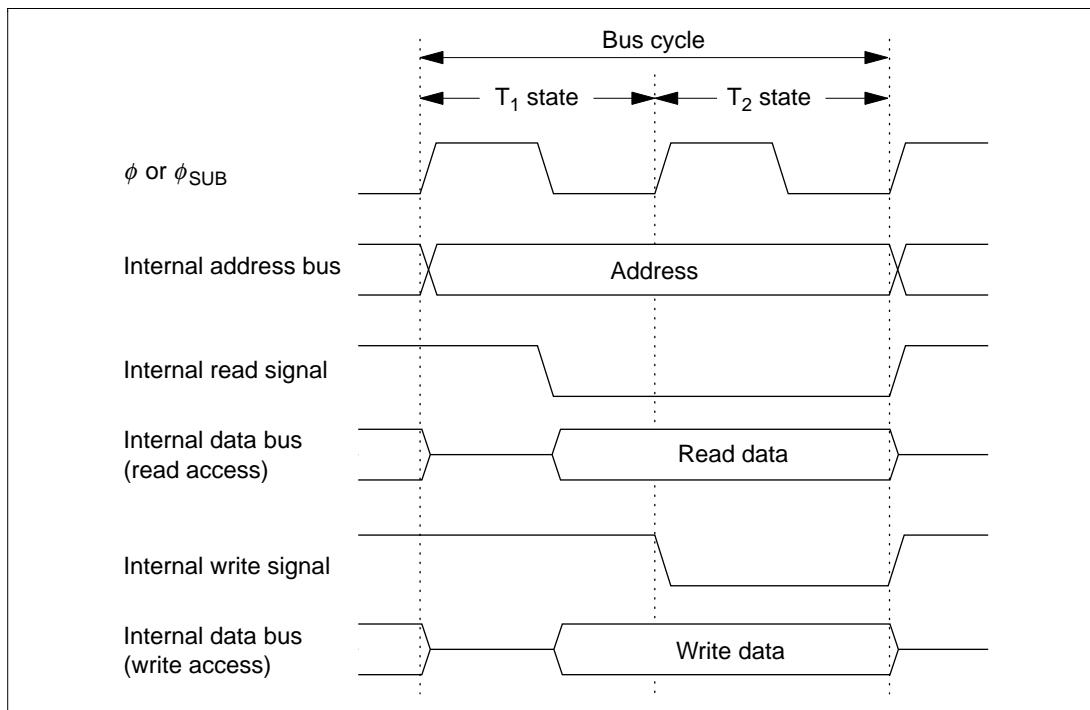 Bus cycle
T1 state
T2 state
ϕ or ϕSUB
Internal address bus
Address
Internal read signal
Internal data bus
(read access)
Read data
Internal write signal
Internal data bus
(write access)
Write data